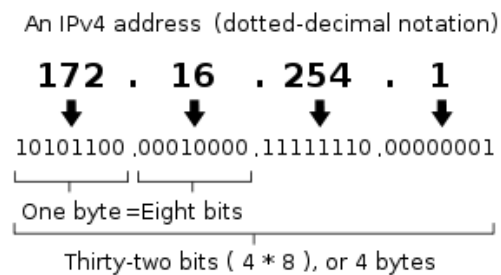 An IPv4 address (dotted-decimal notation)
172 . 16 . 254 . 1
10101100 .00010000 .11111110 .00000001
One byte =Eight bits
Thirty-two bits ( 4 * 8 ), or 4 bytes